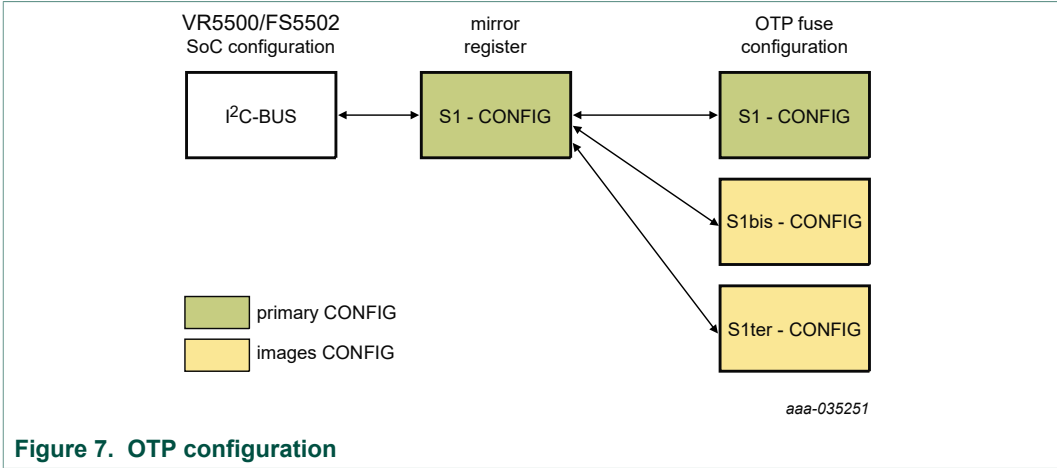 VR5500/FS5502
SoC configuration
mirror
register
OTP fuse
configuration
I2C-BUS
S1 - CONFIG
S1 - CONFIG
S1bis - CONFIG
S1ter - CONFIG
primary CONFIG
images CONFIG
aaa-035251
Figure 7. OTP configuration